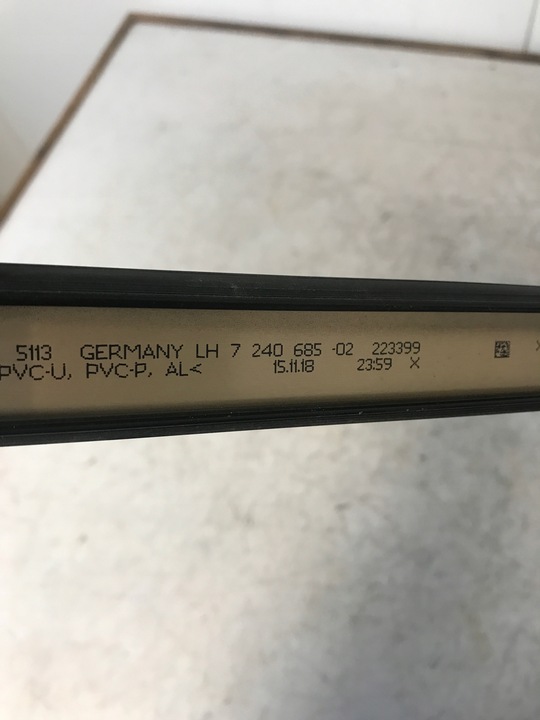 5113 GERMANY LH 7 240 685 -02 223399
PVC-U, PVC-P, AL< 15.11.18 23:59 X